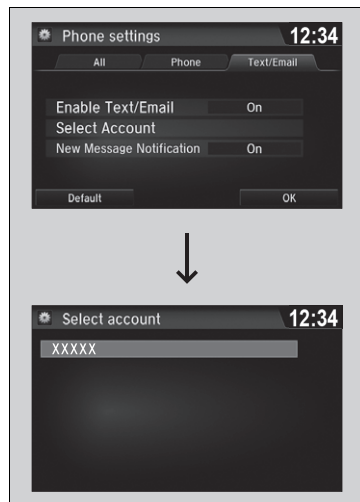 Phone settings 12:34
All Phone Text/Email
Enable Text/Email On
Select Account
New Message Notification On
Default OK
Select account 12:34
XXXXX